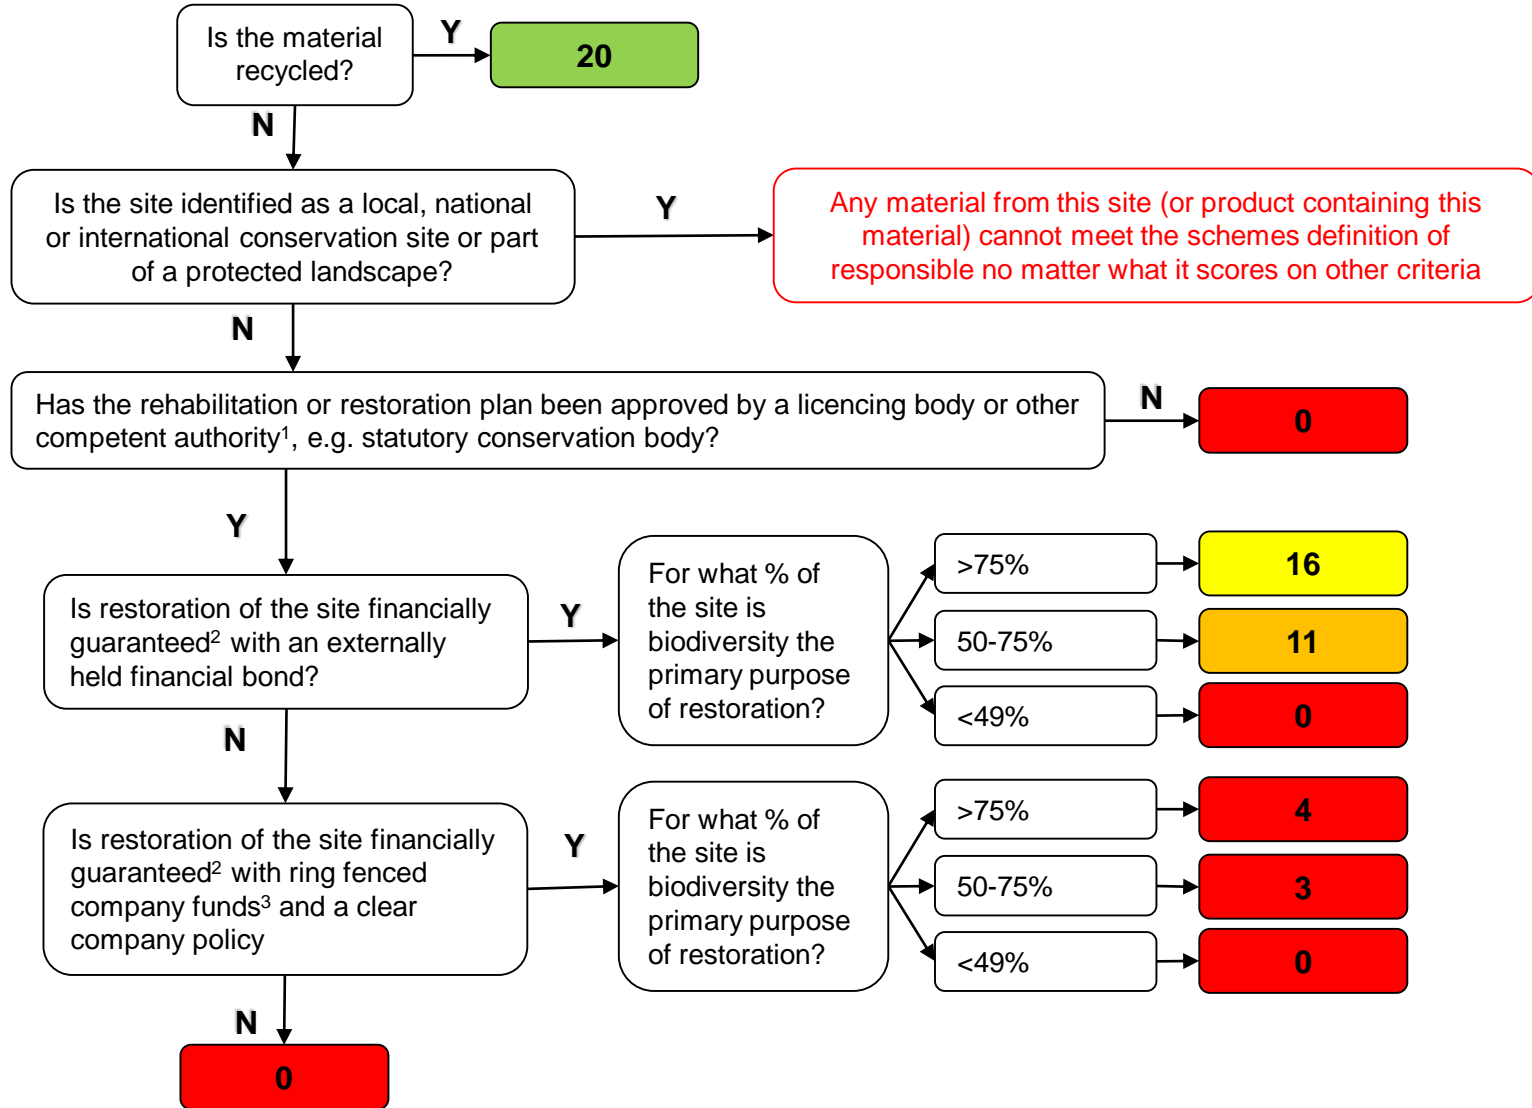 Is the material
recycled?
Y
20
N
Is the site identified as a local, national
or international conservation site or part
of a protected landscape?
Y
Any material from this site (or product containing this
material) cannot meet the schemes definition of
responsible no matter what it scores on other criteria
N
Has the rehabilitation or restoration plan been approved by a licencing body or other
competent authority¹, e.g. statutory conservation body?
N
0
Y
Is restoration of the site financially
guaranteed² with an externally
held financial bond?
Y
For what % of
the site is
biodiversity the
primary purpose
of restoration?
>75%
16
50-75%
11
<49%
0
N
Is restoration of the site financially
guaranteed² with ring fenced
company funds³ and a clear
company policy
Y
For what % of
the site is
biodiversity the
primary purpose
of restoration?
>75%
4
50-75%
3
<49%
0
N
0